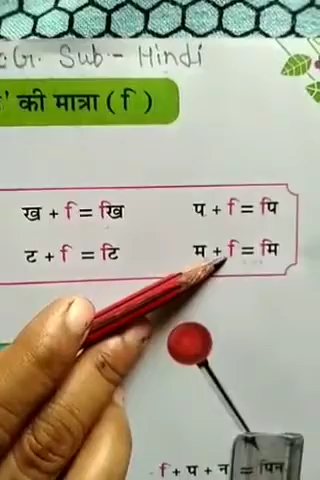 Sub.- Hindi
की मात्रा ( ि )
ख + ि = खि प + ि = पि
ट + ि = टि म + ि = मि
ि + प + न = पिन